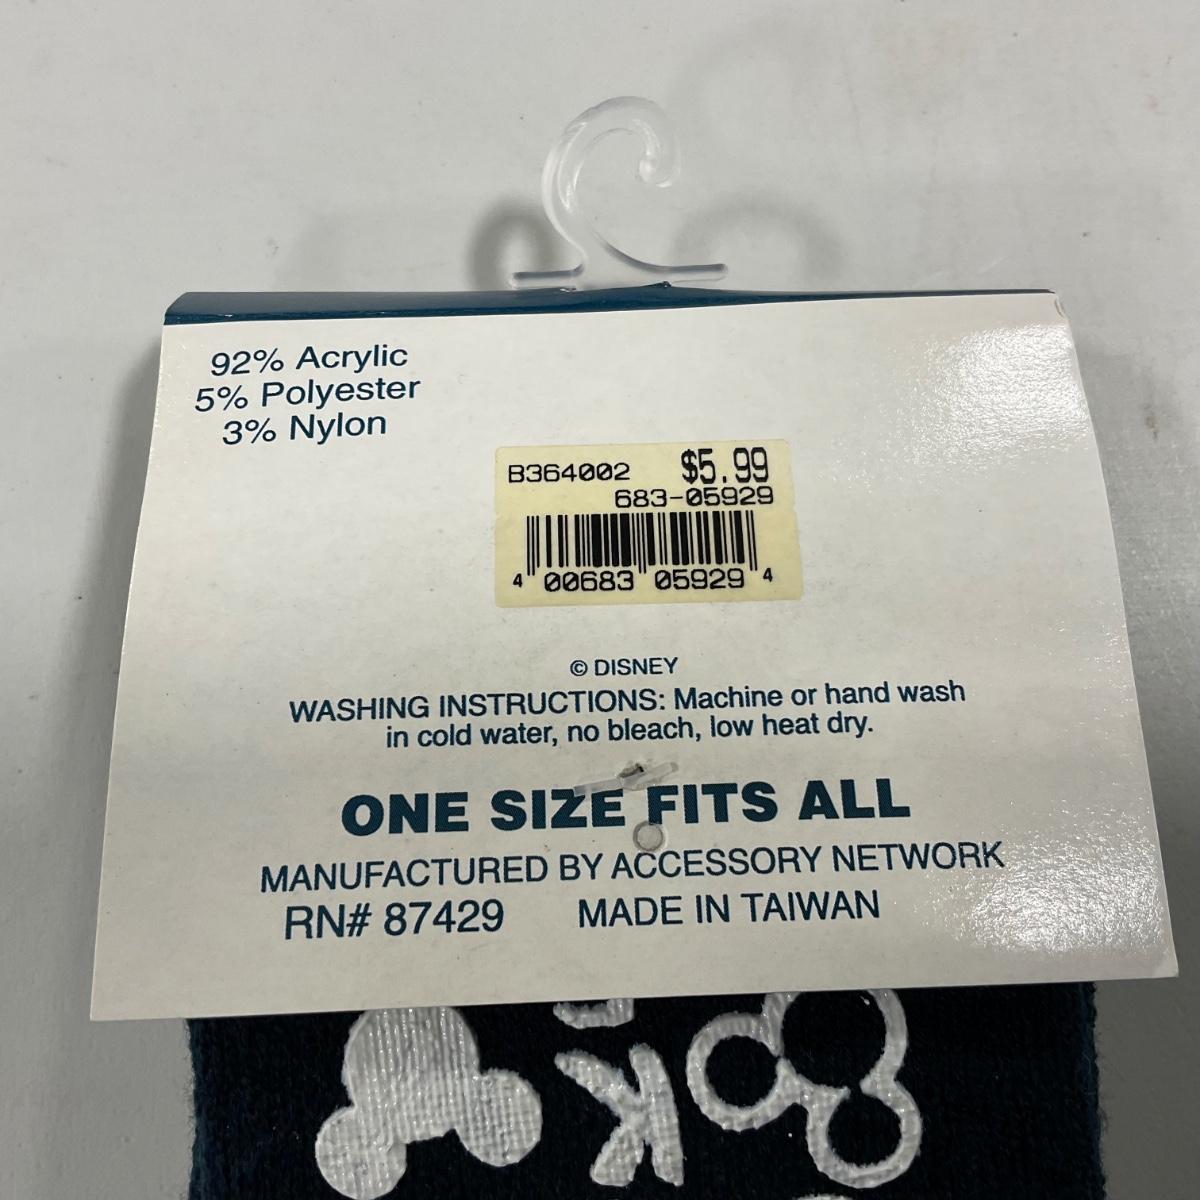 92% Acrylic
5% Polyester
3% Nylon
B364002 $5.99
683-05929
4 00683 05929 4
© DISNEY
WASHING INSTRUCTIONS: Machine or hand wash
in cold water, no bleach, low heat dry.
ONE SIZE FITS ALL
MANUFACTURED BY ACCESSORY NETWORK
RN# 87429 MADE IN TAIWAN
K